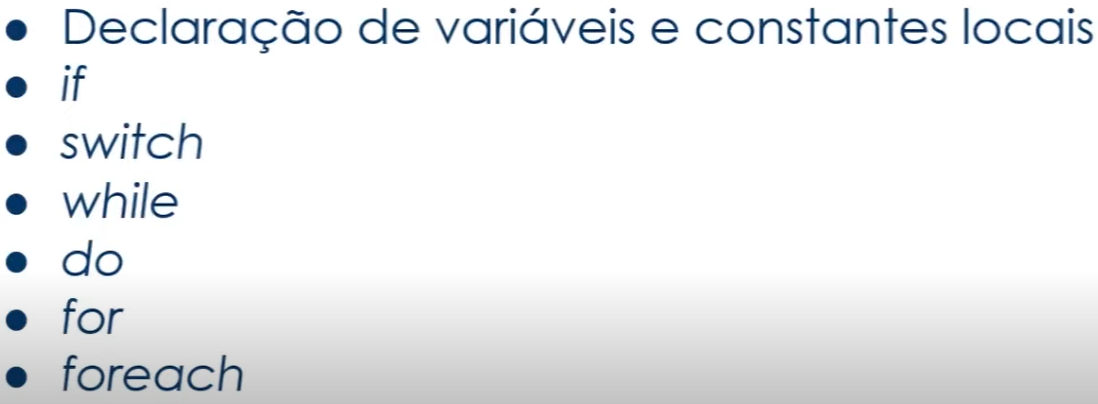 ● Declaração de variáveis e constantes locais
● if
● switch
● while
● do
● for
● foreach